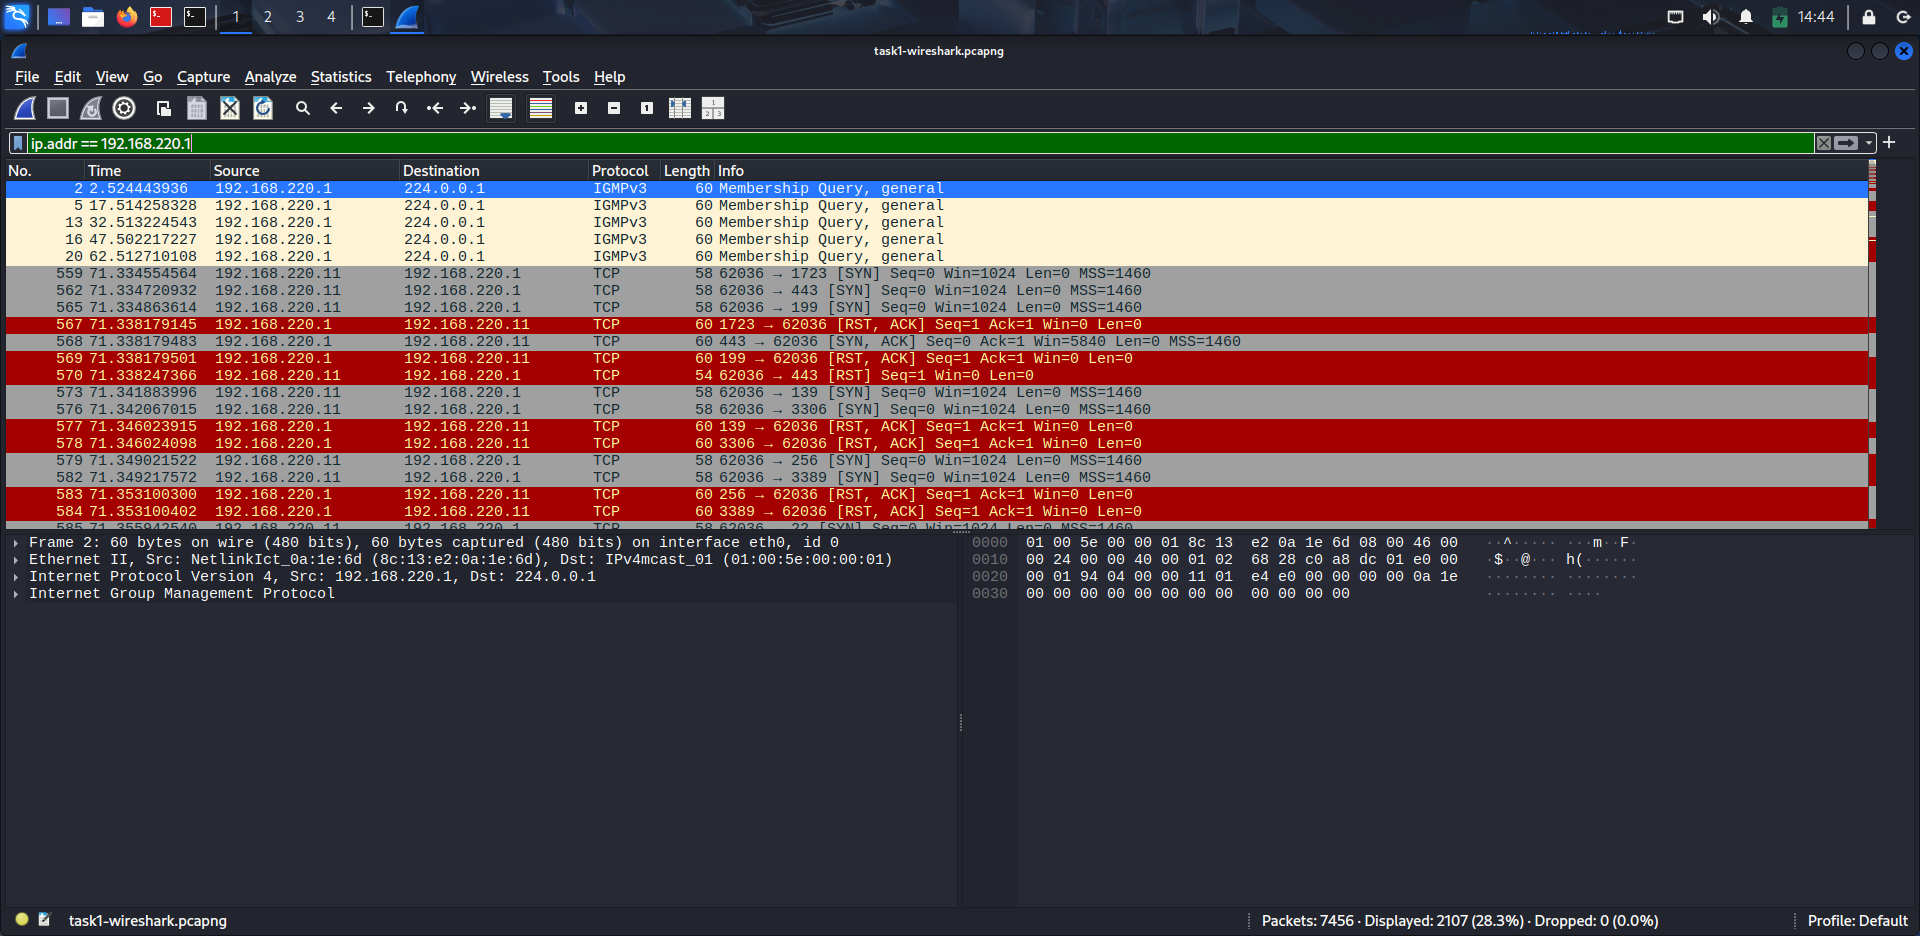 1 2 3 4 14:44
task1-wireshark.pcapng
File Edit View Go Capture Analyze Statistics Telephony Wireless Tools Help
ip.addr == 192.168.220.1
No. Time Source Destination Protocol Length Info
2 2.524443936 192.168.220.1 224.0.0.1 IGMPv3 60 Membership Query, general
5 17.514258328 192.168.220.1 224.0.0.1 IGMPv3 60 Membership Query, general
13 32.513224543 192.168.220.1 224.0.0.1 IGMPv3 60 Membership Query, general
16 47.502217227 192.168.220.1 224.0.0.1 IGMPv3 60 Membership Query, general
20 62.512710108 192.168.220.1 224.0.0.1 IGMPv3 60 Membership Query, general
559 71.334554564 192.168.220.11 192.168.220.1 TCP 58 62036 → 1723 [SYN] Seq=0 Win=1024 Len=0 MSS=1460
562 71.334720932 192.168.220.11 192.168.220.1 TCP 58 62036 → 443 [SYN] Seq=0 Win=1024 Len=0 MSS=1460
565 71.334863614 192.168.220.11 192.168.220.1 TCP 58 62036 → 199 [SYN] Seq=0 Win=1024 Len=0 MSS=1460
567 71.338179145 192.168.220.1 192.168.220.11 TCP 60 1723 → 62036 [RST, ACK] Seq=1 Ack=1 Win=0 Len=0
568 71.338179483 192.168.220.1 192.168.220.11 TCP 60 443 → 62036 [SYN, ACK] Seq=0 Ack=1 Win=5840 Len=0 MSS=1460
569 71.338179501 192.168.220.1 192.168.220.11 TCP 60 199 → 62036 [RST, ACK] Seq=1 Ack=1 Win=0 Len=0
570 71.338247366 192.168.220.11 192.168.220.1 TCP 54 62036 → 443 [RST] Seq=1 Win=0 Len=0
573 71.341883996 192.168.220.11 192.168.220.1 TCP 58 62036 → 139 [SYN] Seq=0 Win=1024 Len=0 MSS=1460
576 71.342067015 192.168.220.11 192.168.220.1 TCP 58 62036 → 3306 [SYN] Seq=0 Win=1024 Len=0 MSS=1460
577 71.346023915 192.168.220.1 192.168.220.11 TCP 60 139 → 62036 [RST, ACK] Seq=1 Ack=1 Win=0 Len=0
578 71.346024098 192.168.220.1 192.168.220.11 TCP 60 3306 → 62036 [RST, ACK] Seq=1 Ack=1 Win=0 Len=0
579 71.349021522 192.168.220.11 192.168.220.1 TCP 58 62036 → 256 [SYN] Seq=0 Win=1024 Len=0 MSS=1460
582 71.349217572 192.168.220.11 192.168.220.1 TCP 58 62036 → 3389 [SYN] Seq=0 Win=1024 Len=0 MSS=1460
583 71.353100300 192.168.220.1 192.168.220.11 TCP 60 256 → 62036 [RST, ACK] Seq=1 Ack=1 Win=0 Len=0
584 71.353100402 192.168.220.1 192.168.220.11 TCP 60 3389 → 62036 [RST, ACK] Seq=1 Ack=1 Win=0 Len=0
585 71.355942540 192.168.220.11 192.168.220.1 TCP 58 62036 → 22 [SYN] Seq=0 Win=1024 Len=0 MSS=1460
Frame 2: 60 bytes on wire (480 bits), 60 bytes captured (480 bits) on interface eth0, id 0
Ethernet II, Src: NetlinkIct_0a:1e:6d (8c:13:e2:0a:1e:6d), Dst: IPv4mcast_01 (01:00:5e:00:00:01)
Internet Protocol Version 4, Src: 192.168.220.1, Dst: 224.0.0.1
Internet Group Management Protocol
0000 01 00 5e 00 00 01 8c 13 e2 0a 1e 6d 08 00 46 00 ··^····· ···m··F·
0010 00 24 00 00 40 00 01 02 68 28 c0 a8 dc 01 e0 00 ·$··@··· h(······
0020 00 01 94 04 00 00 11 01 e4 e0 00 00 00 00 0a 1e ········ ········
0030 00 00 00 00 00 00 00 00 00 00 00 00 ········ ····
task1-wireshark.pcapng
Packets: 7456 · Displayed: 2107 (28.3%) · Dropped: 0 (0.0%)
Profile: Default